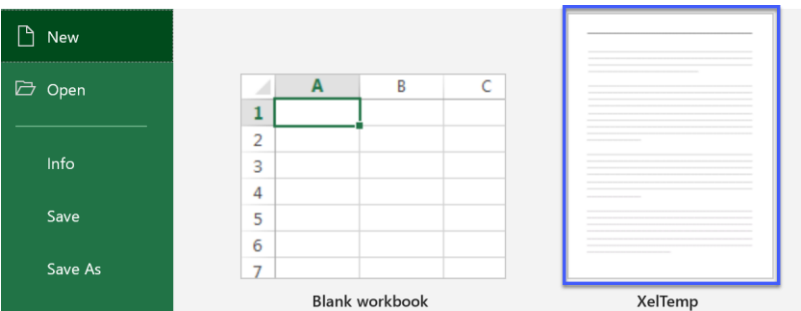 New
Open
Info
Save
Save As
A B C
1
2
3
4
5
6
7
Blank workbook
XelTemp